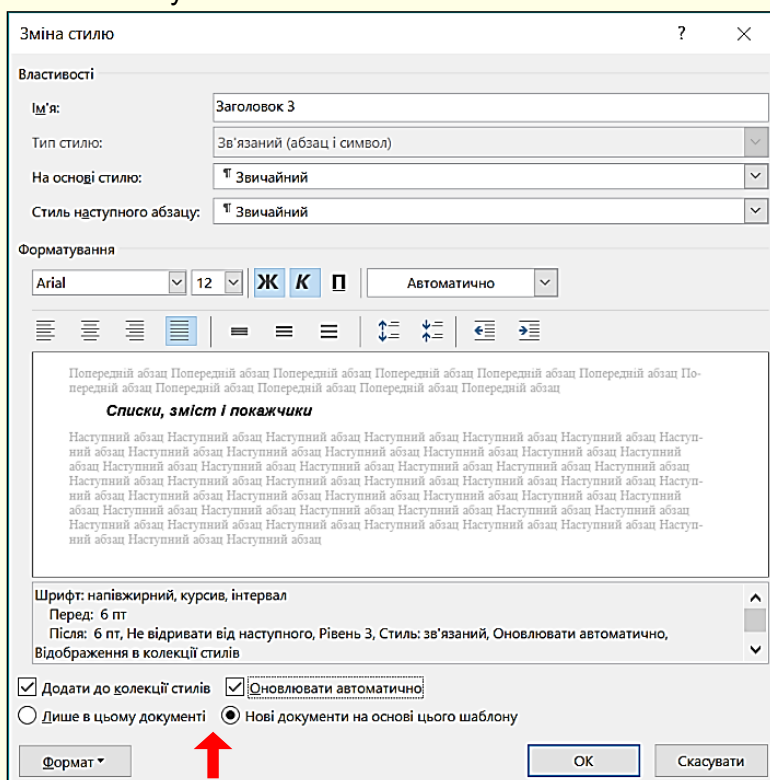 Зміна стилю ?
Властивості
Ім'я: Заголовок 3
Тип стилю: Зв'язаний (абзац і символ)
На основі стилю: ¶ Звичайний
Стиль наступного абзацу: ¶ Звичайний
Форматування
Arial 12 Ж К П Автоматично
Попередній абзац Попередній абзац Попередній абзац Попередній абзац Попередній абзац Попередній абзац По-
передній абзац Попередній абзац Попередній абзац Попередній абзац Попередній абзац
Списки, зміст і покажчики
Наступний абзац Наступний абзац Наступний абзац Наступний абзац Наступний абзац Наступний абзац Наступ-
ний абзац Наступний абзац Наступний абзац Наступний абзац Наступний абзац Наступний абзац Наступний
абзац Наступний абзац Наступний абзац Наступний абзац Наступний абзац Наступний абзац Наступний абзац
Наступний абзац Наступний абзац Наступний абзац Наступний абзац Наступний абзац Наступний абзац Наступ-
ний абзац Наступний абзац Наступний абзац Наступний абзац Наступний абзац Наступний абзац Наступний
абзац Наступний абзац Наступний абзац Наступний абзац Наступний абзац Наступний абзац Наступний абзац
Наступний абзац Наступний абзац Наступний абзац Наступний абзац Наступний абзац Наступний абзац Наступ-
ний абзац Наступний абзац Наступний абзац
Шрифт: напівжирний, курсив, інтервал
Перед: 6 пт
Після: 6 пт, Не відривати від наступного, Рівень 3, Стиль: зв'язаний, Оновлювати автоматично,
Відображення в колекції стилів
Додати до колекції стилів Оновлювати автоматично
Лише в цьому документі Нові документи на основі цього шаблону
Формат ОК Скасувати